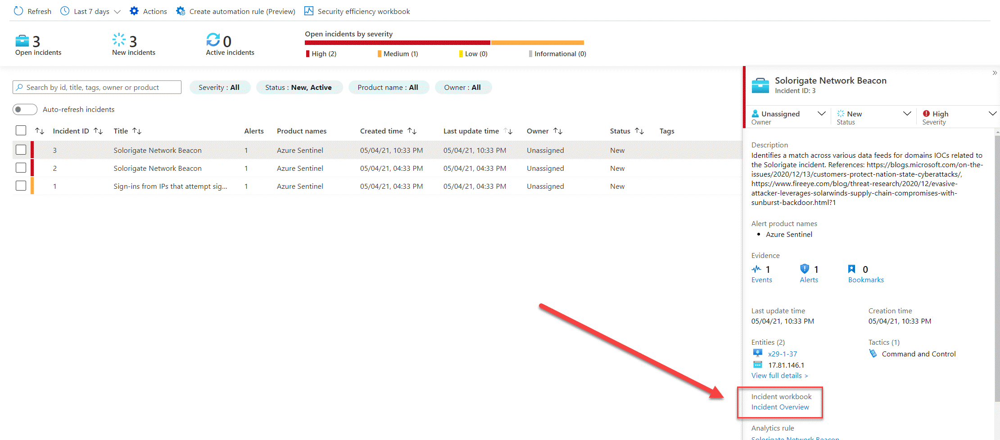 Refresh Last 7 days Actions Create automation rule (Preview) Security efficiency workbook
3
Open incidents
3
New incidents
0
Active incidents
Open incidents by severity
High (2) Medium (1) Low (0) Informational (0)
Search by id, title, tags, owner or product Severity : All Status : New, Active Product name : All Owner : All
Auto-refresh incidents
Incident ID Title Alerts Product names Created time Last update time Owner Status Tags
3 Solorigate Network Beacon 1 Azure Sentinel 05/04/21, 10:33 PM 05/04/21, 10:33 PM Unassigned New
2 Solorigate Network Beacon 1 Azure Sentinel 05/04/21, 04:33 PM 05/04/21, 04:33 PM Unassigned New
1 Sign-ins from IPs that attempt sig... 1 Azure Sentinel 05/04/21, 04:33 PM 05/04/21, 04:33 PM Unassigned New
Solorigate Network Beacon
Incident ID: 3
Unassigned New High
Owner Status Severity
Description
Identifies a match across various data feeds for domains IOCs related to
the Solorigate incident. References: https://blogs.microsoft.com/on-the-
issues/2020/12/13/customers-protect-nation-state-cyberattacks/,
https://www.fireeye.com/blog/threat-research/2020/12/evasive-
attacker-leverages-solarwinds-supply-chain-compromises-with-
sunburst-backdoor.html?1
Alert product names
• Azure Sentinel
Evidence
1 1 0
Events Alerts Bookmarks
Last update time Creation time
05/04/21, 10:33 PM 05/04/21, 10:33 PM
Entities (2) Tactics (1)
x29-1-37 Command and Control
17.81.146.1
View full details >
Incident workbook
Incident Overview
Analytics rule
Solorigate Network Beacon